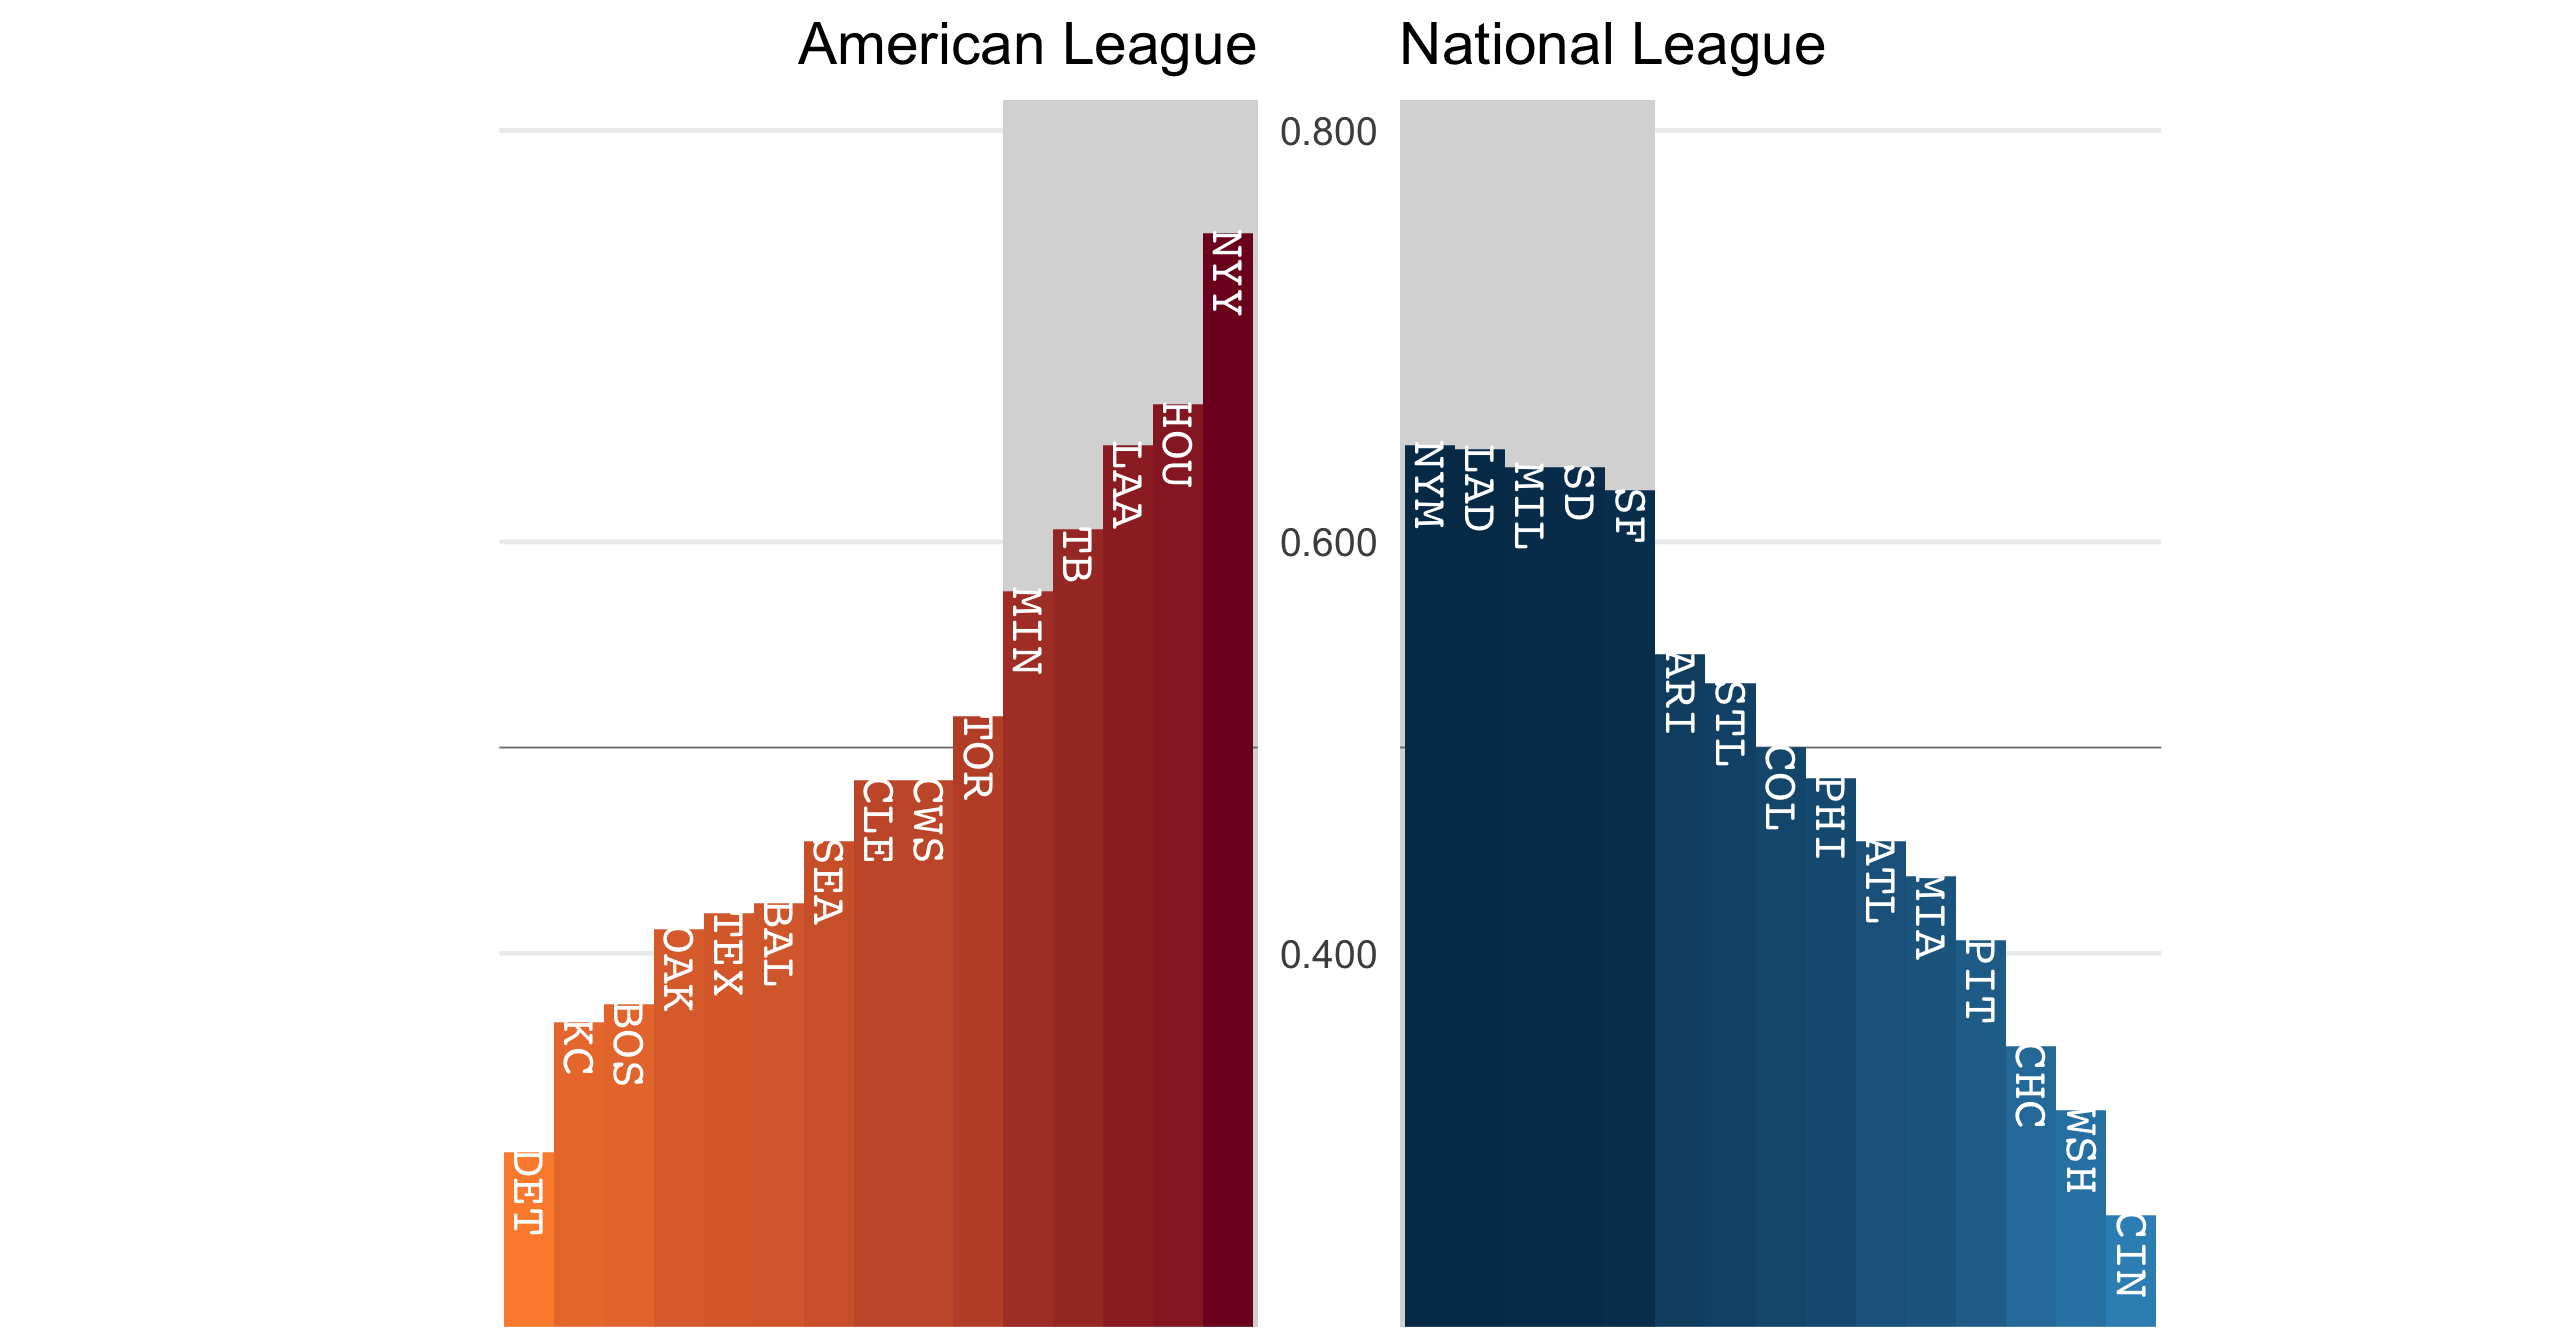 American League
National League
0.800
0.600
0.400
DET
KC
BOS
OAK
TEX
BAL
SEA
CLE
CWS
TOR
MIN
TB
LAA
HOU
NYY
NYM
LAD
MIL
SD
SF
ARI
STL
COL
PHI
ATL
MIA
PIT
CHC
WSH
CIN